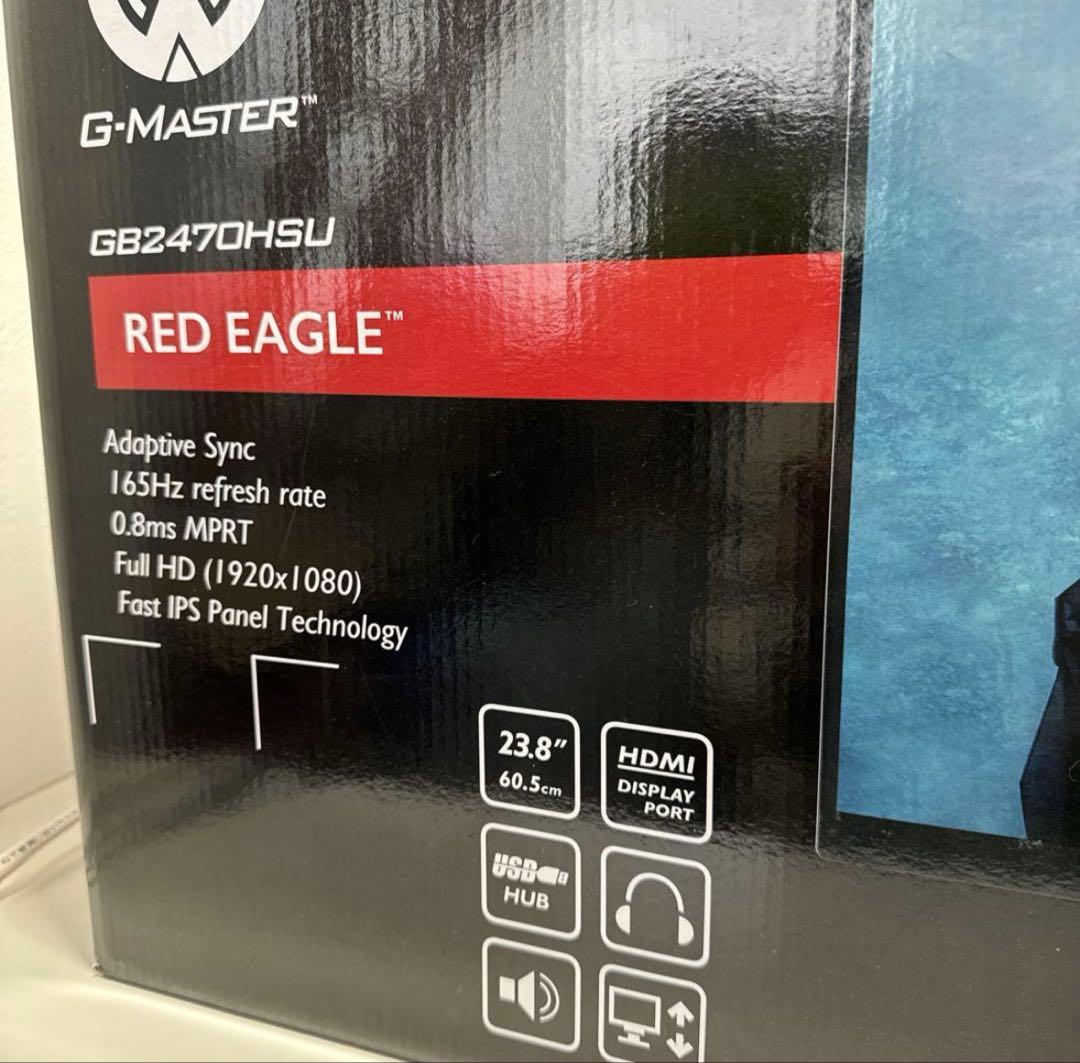 G-MASTER™
GB2470HSU
RED EAGLE™
Adaptive Sync
165Hz refresh rate
0.8ms MPRT
Full HD (1920x1080)
Fast IPS Panel Technology
23.8"
60.5cm
HDMI
DISPLAY
PORT
USB
HUB